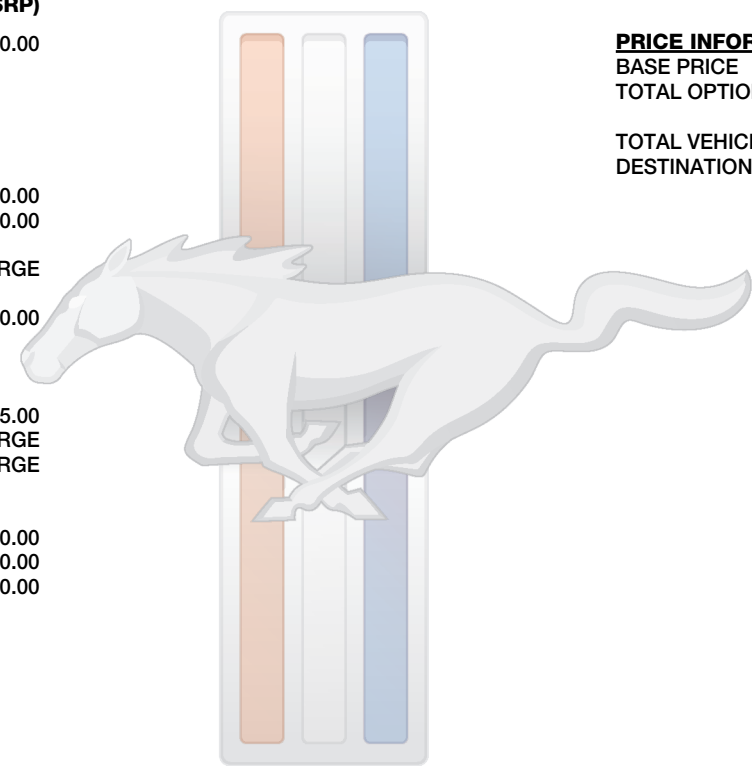 SRP)
0.00
0.00
0.00
RGE
0.00
5.00
RGE
RGE
0.00
0.00
0.00
PRICE INFOR
BASE PRICE
TOTAL OPTIO
TOTAL VEHICL
DESTINATION